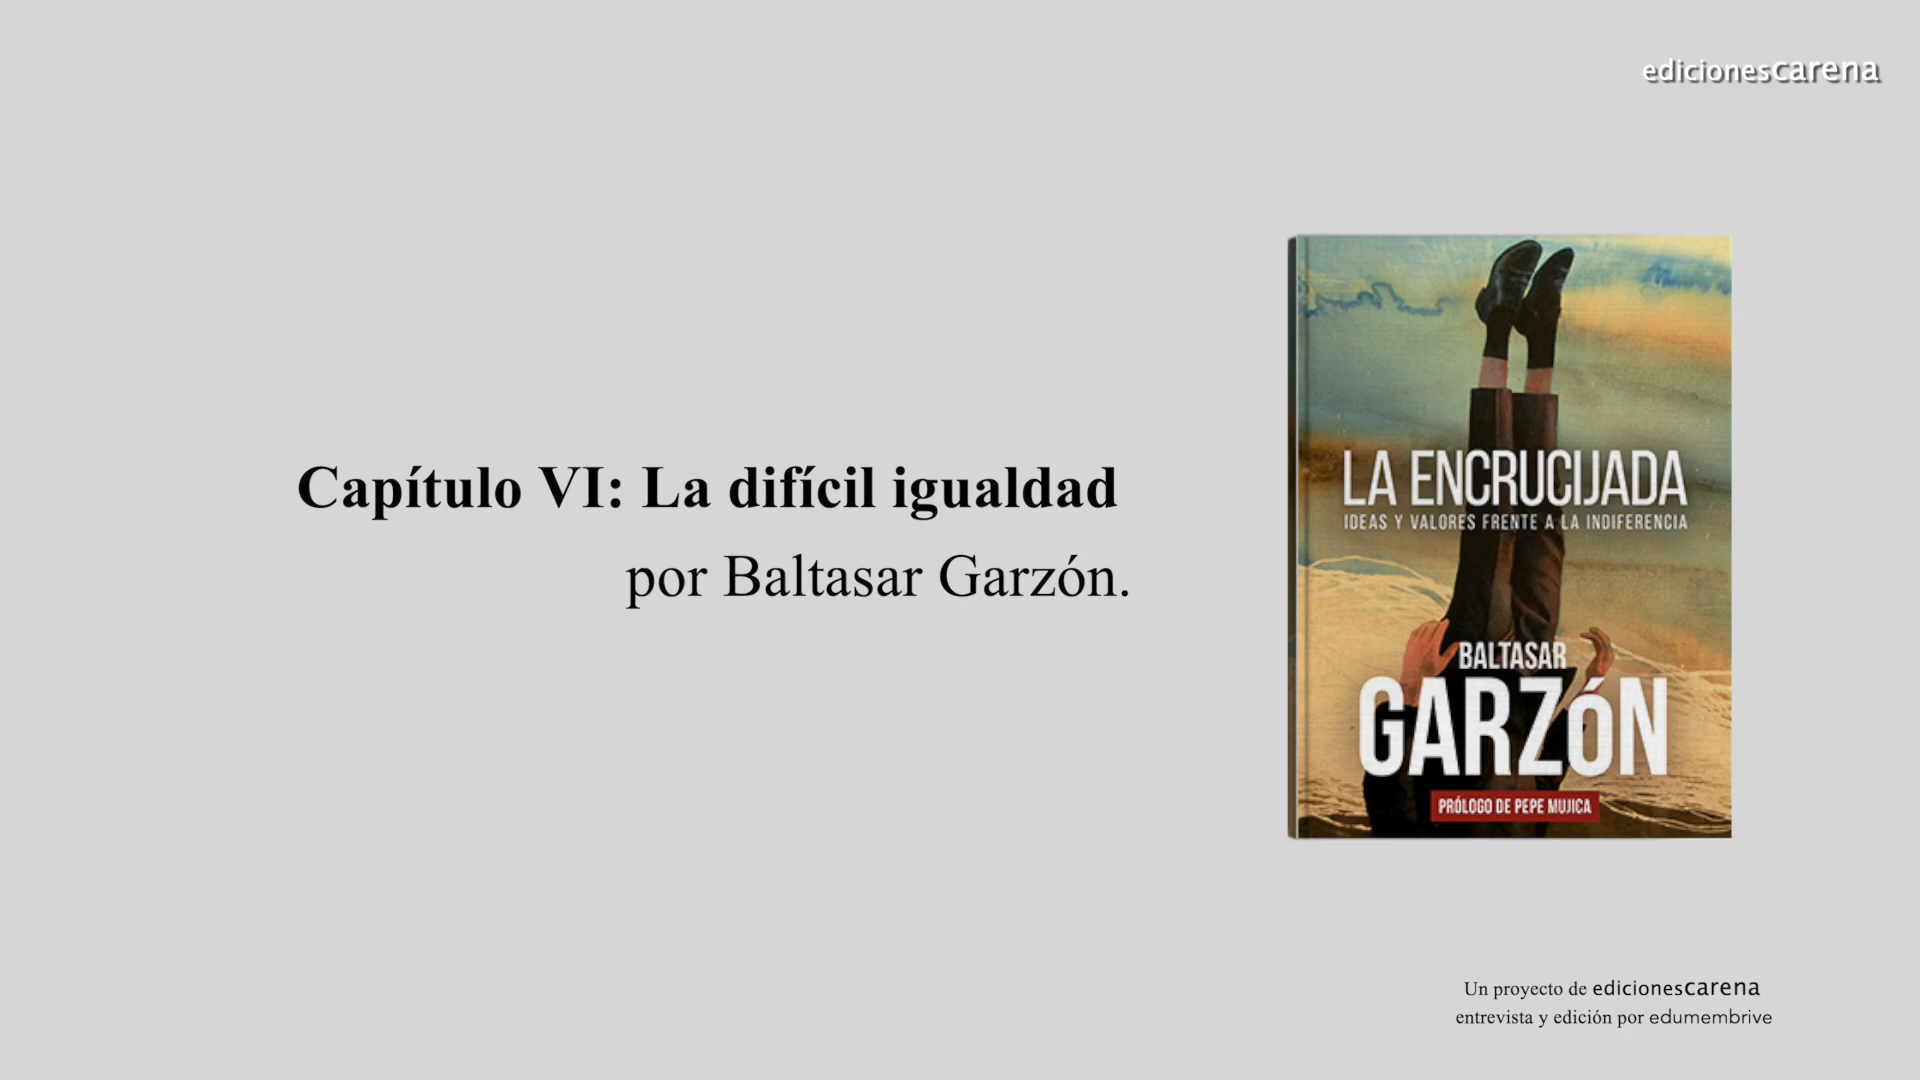 edicionescarena
Capítulo VI: La difícil igualdad
por Baltasar Garzón.
LA ENCRUCIJADA
IDEAS Y VALORES FRENTE A LA INDIFERENCIA
BALTASAR
GARZÓN
PRÓLOGO DE PEPE MUJICA
Un proyecto de edicionescarena
entrevista y edición por edumembrive